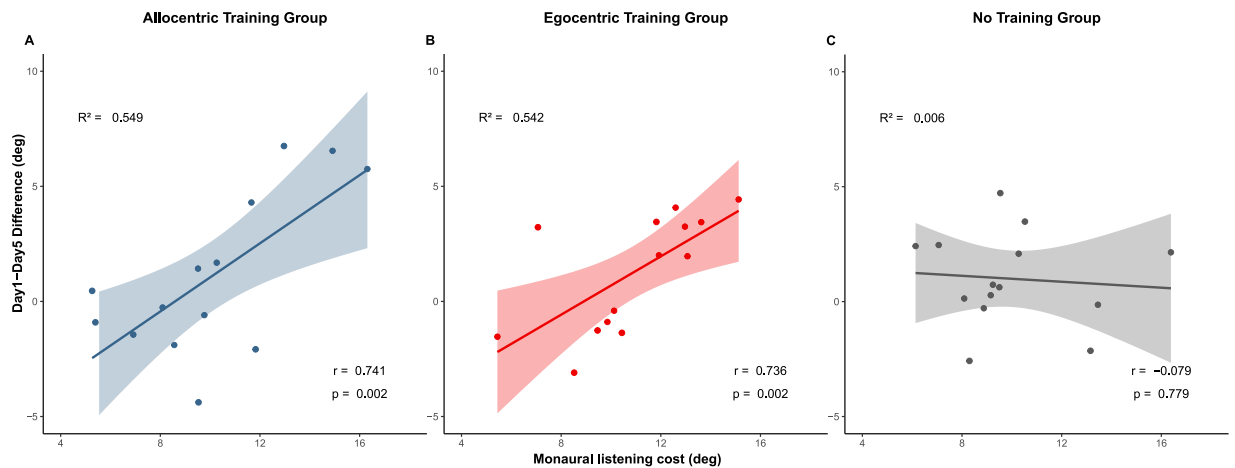 Allocentric Training Group
Egocentric Training Group
No Training Group
A
B
C
Day1−Day5 Difference (deg)
10
5
0
−5
R² = 0.549
r = 0.741
p = 0.002
4
8
12
16
10
5
0
−5
R² = 0.542
r = 0.736
p = 0.002
4
8
12
16
10
5
0
−5
R² = 0.006
r = −0.079
p = 0.779
4
8
12
16
Monaural listening cost (deg)